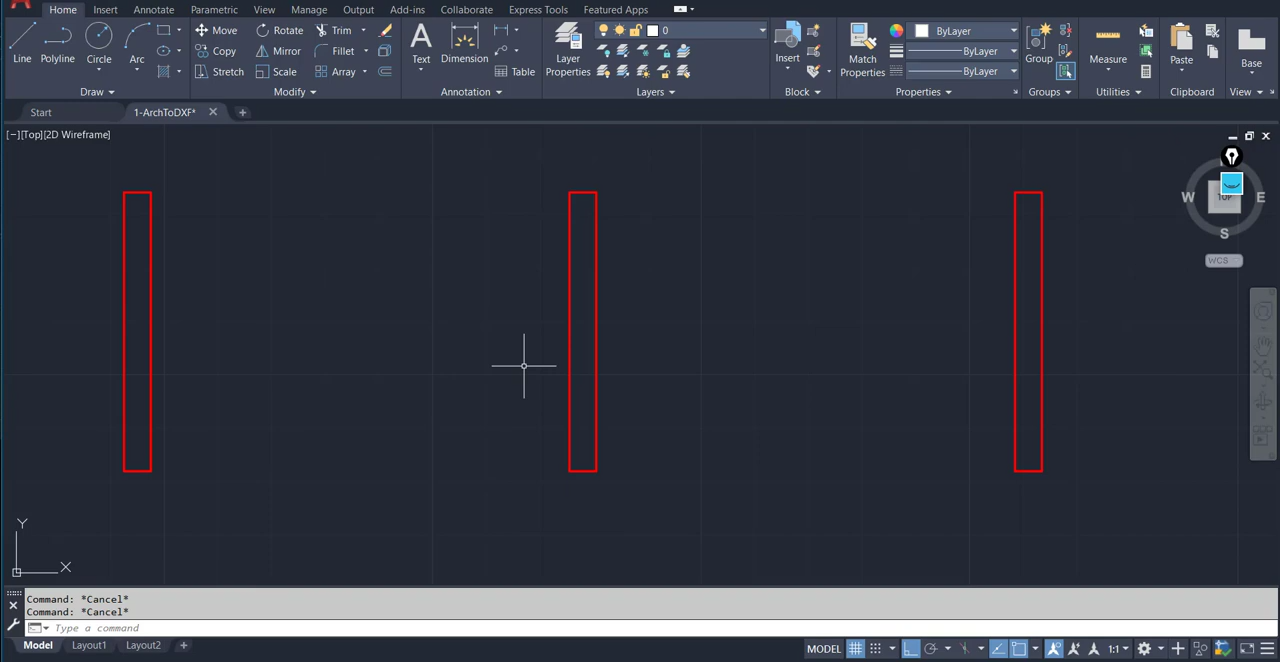 Home Insert Annotate Parametric View Manage Output Add-ins Collaborate Express Tools Featured Apps
Line Polyline Circle Arc
Move Rotate Trim
Copy Mirror Fillet
Stretch Scale Array
Text Dimension Table
Layer Properties
0
Insert
Match Properties
ByLayer
ByLayer
ByLayer
Group
Measure
Paste
Base
Draw Modify Annotation Layers Block Properties Groups Utilities Clipboard View
Start 1-ArchToDXF*
[−][Top][2D Wireframe]
W TOP E
S
WCS
Y
X
Command: *Cancel*
Command: *Cancel*
Type a command
Model Layout1 Layout2
MODEL 1:1